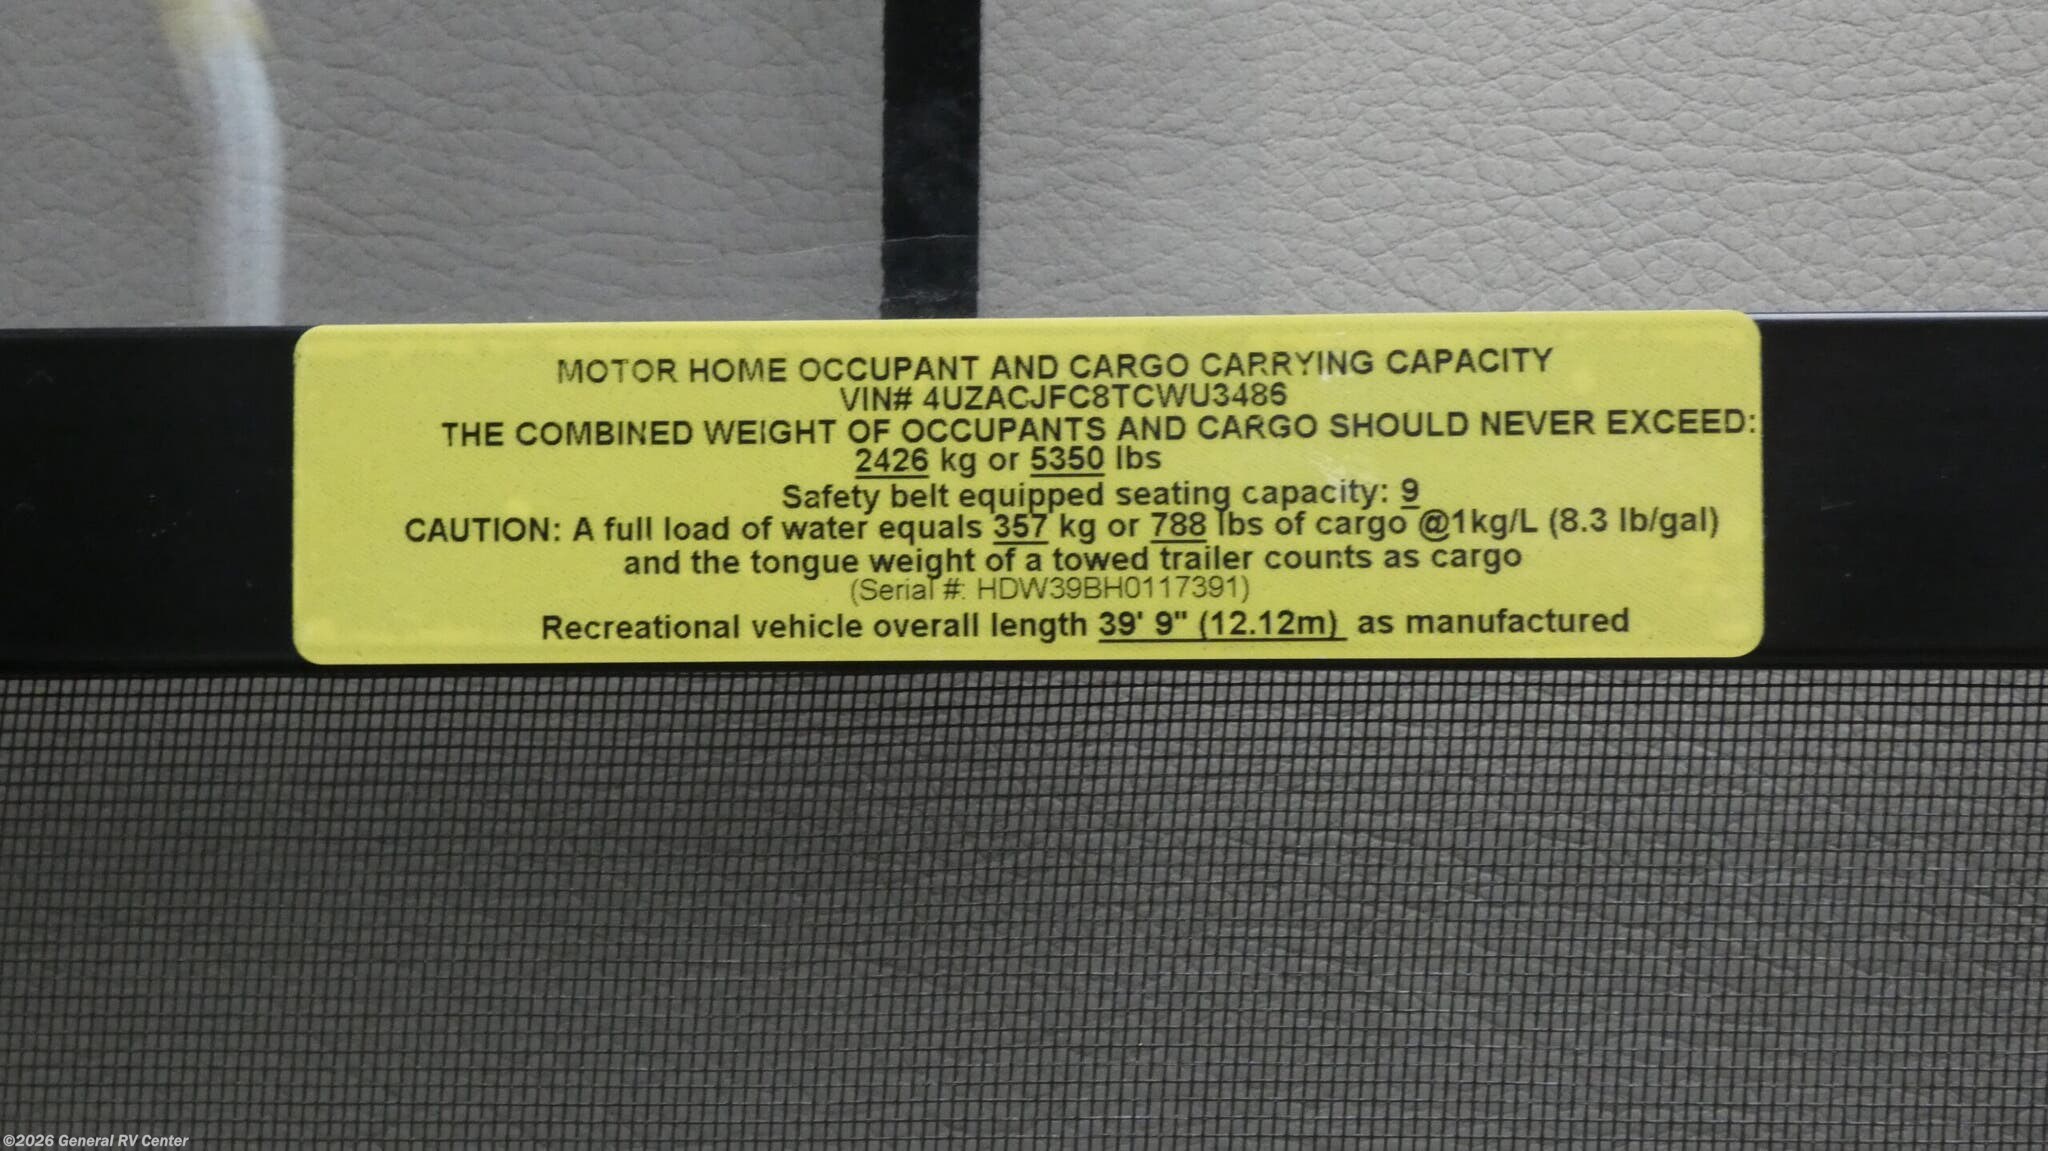 MOTOR HOME OCCUPANT AND CARGO CARRYING CAPACITY
VIN# 4UZACJFC8TCWU3486
THE COMBINED WEIGHT OF OCCUPANTS AND CARGO SHOULD NEVER EXCEED:
2426 kg or 5350 lbs
Safety belt equipped seating capacity: 9
CAUTION: A full load of water equals 357 kg or 788 lbs of cargo @1kg/L (8.3 lb/gal)
and the tongue weight of a towed trailer counts as cargo
(Serial #: HDW39BH0117391)
Recreational vehicle overall length 39' 9" (12.12m) as manufactured
©2026 General RV Center